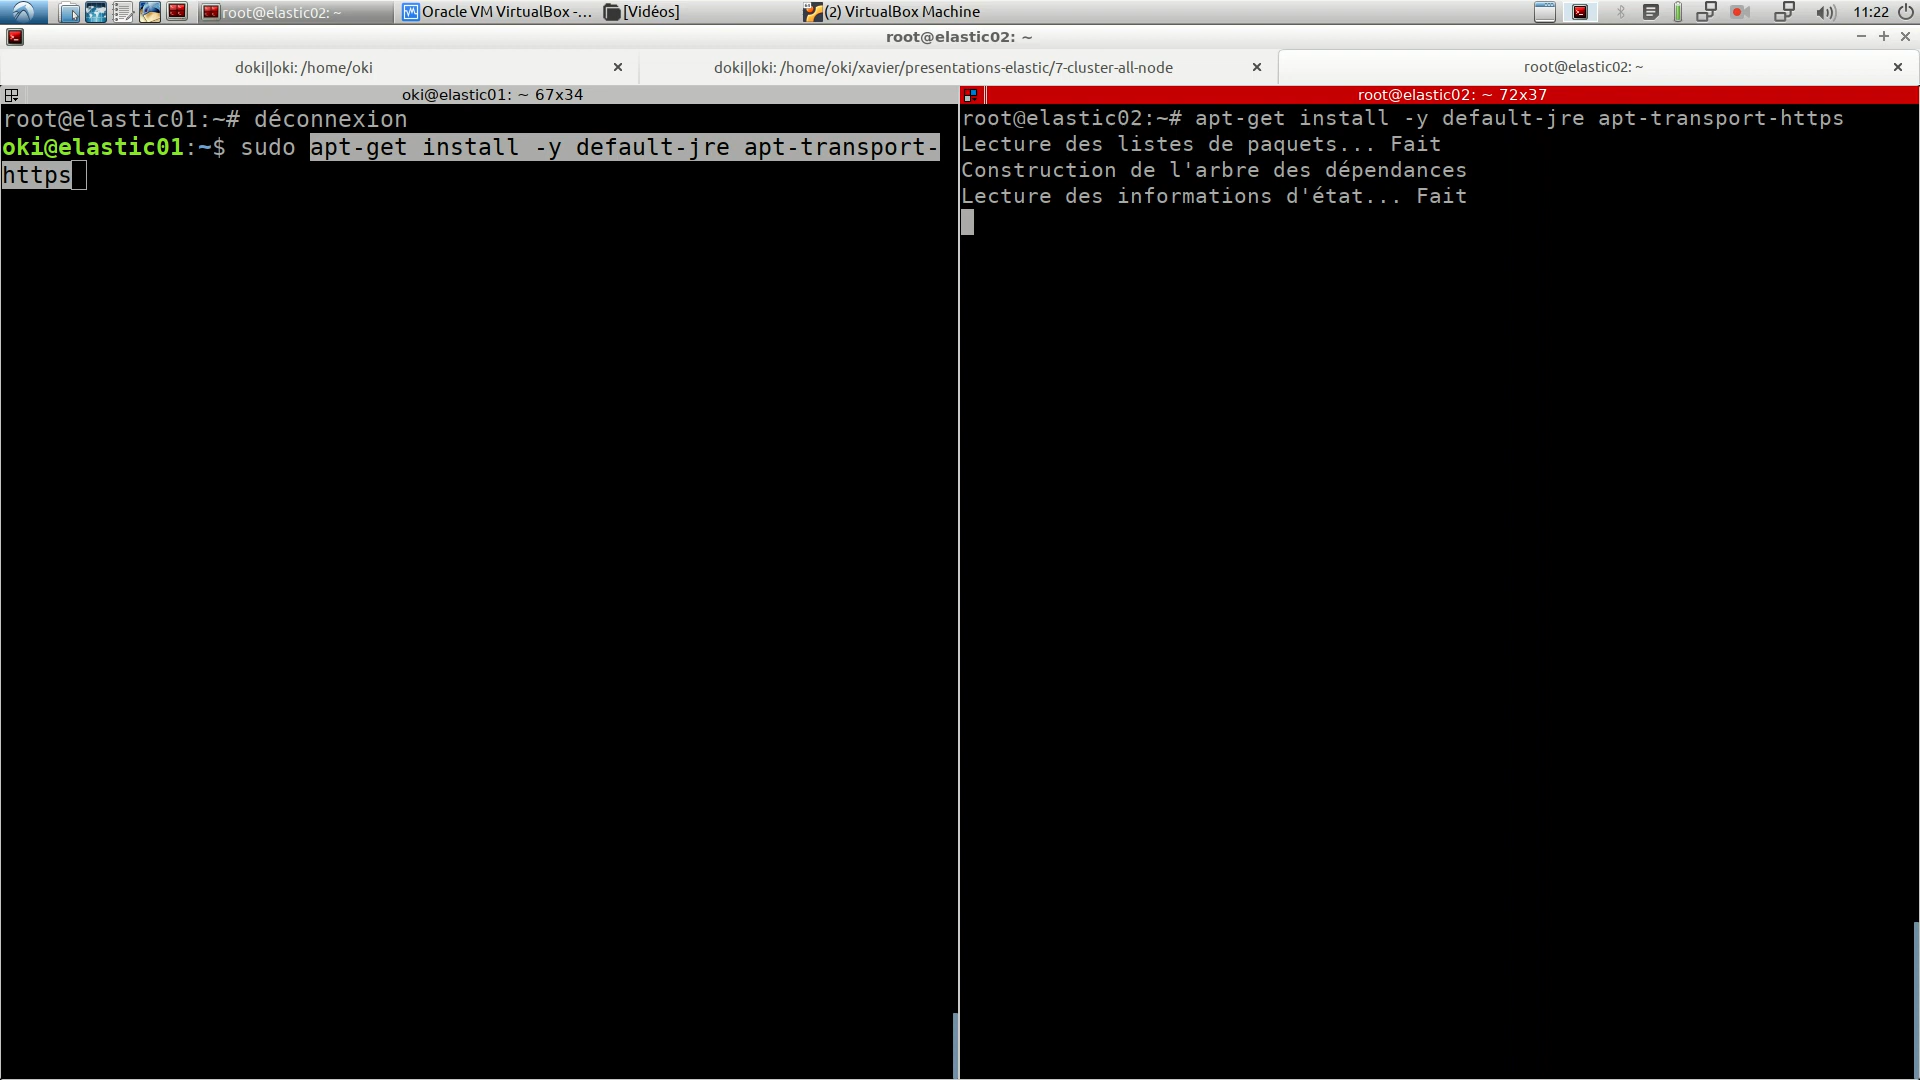 root@elastic02: ~
Oracle VM VirtualBox -...
[Vidéos]
(2) VirtualBox Machine
11:22
root@elastic02: ~
doki||oki: /home/oki
doki||oki: /home/oki/xavier/presentations-elastic/7-cluster-all-node
root@elastic02: ~
oki@elastic01: ~ 67x34
root@elastic01:~# déconnexion
oki@elastic01:~$ sudo apt-get install -y default-jre apt-transport-
https
root@elastic02: ~ 72x37
root@elastic02:~# apt-get install -y default-jre apt-transport-https
Lecture des listes de paquets... Fait
Construction de l'arbre des dépendances
Lecture des informations d'état... Fait